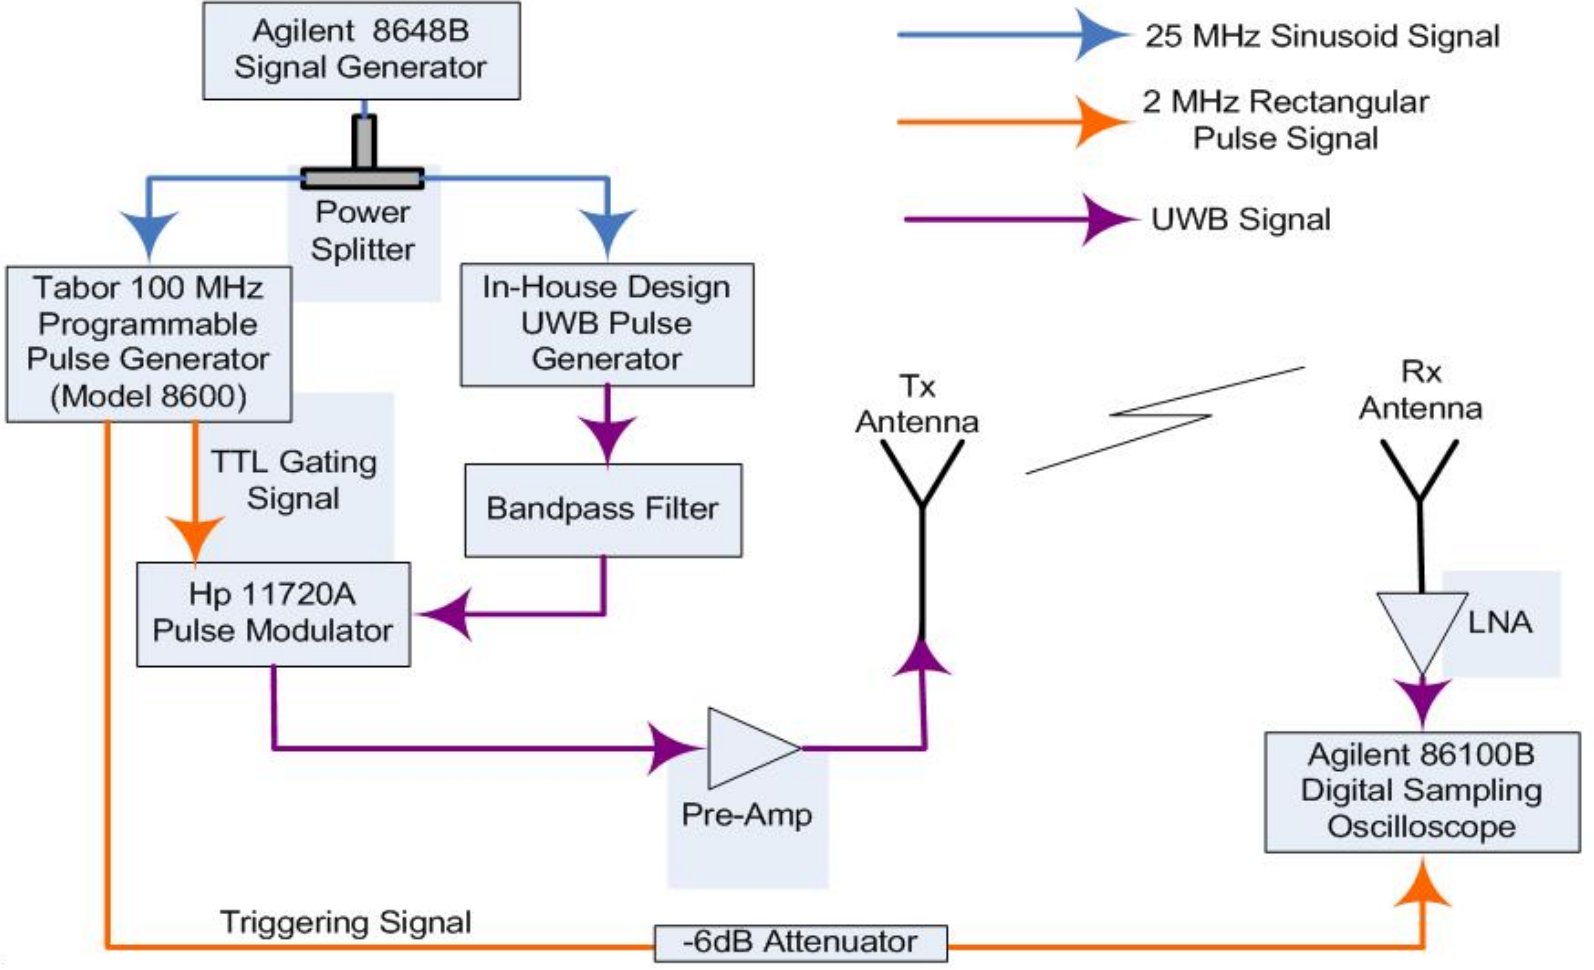 Agilent 8648B
Signal Generator
25 MHz Sinusoid Signal
2 MHz Rectangular
Pulse Signal
UWB Signal
Power
Splitter
Tabor 100 MHz
Programmable
Pulse Generator
(Model 8600)
In-House Design
UWB Pulse
Generator
TTL Gating
Signal
Bandpass Filter
Hp 11720A
Pulse Modulator
Tx
Antenna
Rx
Antenna
LNA
Pre-Amp
Agilent 86100B
Digital Sampling
Oscilloscope
Triggering Signal
-6dB Attenuator